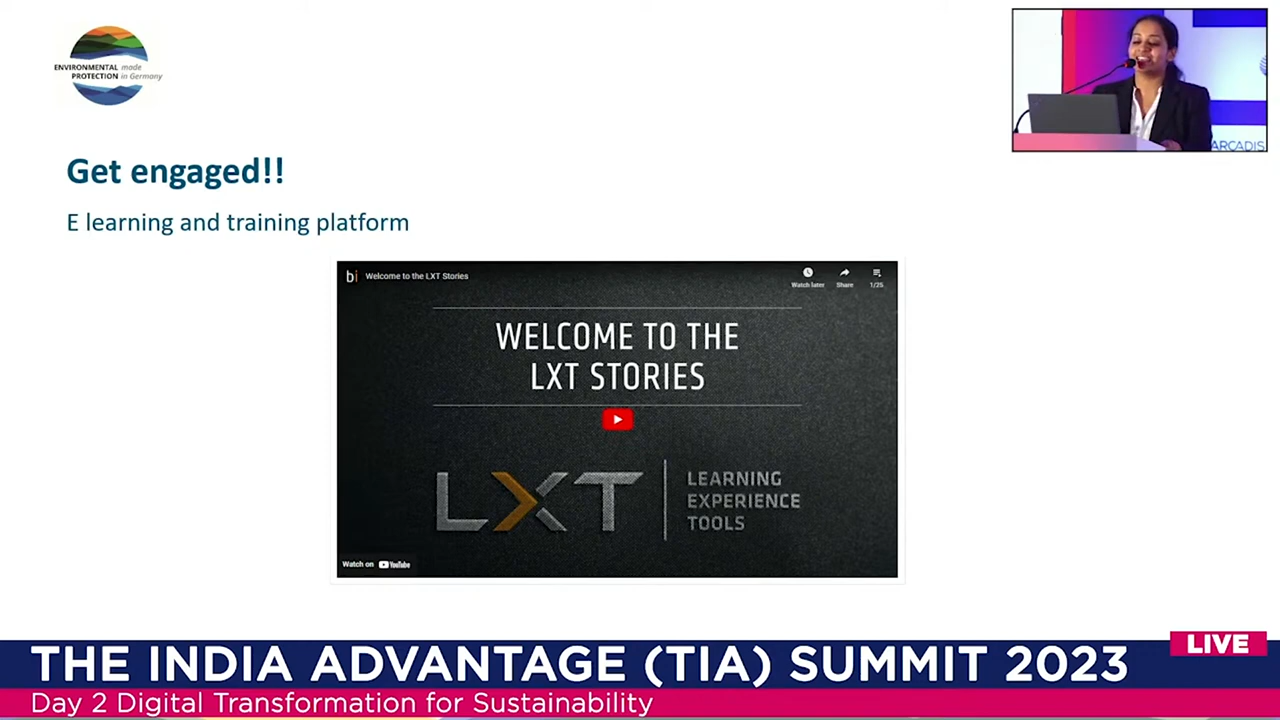 ENVIRONMENTAL made
PROTECTION in Germany
ARCADIS
Get engaged!!
E learning and training platform
bi Welcome to the LXT Stories
Watch later
Share
1/25
WELCOME TO THE
LXT STORIES
LXT
LEARNING
EXPERIENCE
TOOLS
Watch on YouTube
LIVE
THE INDIA ADVANTAGE (TIA) SUMMIT 2023
Day 2 Digital Transformation for Sustainability